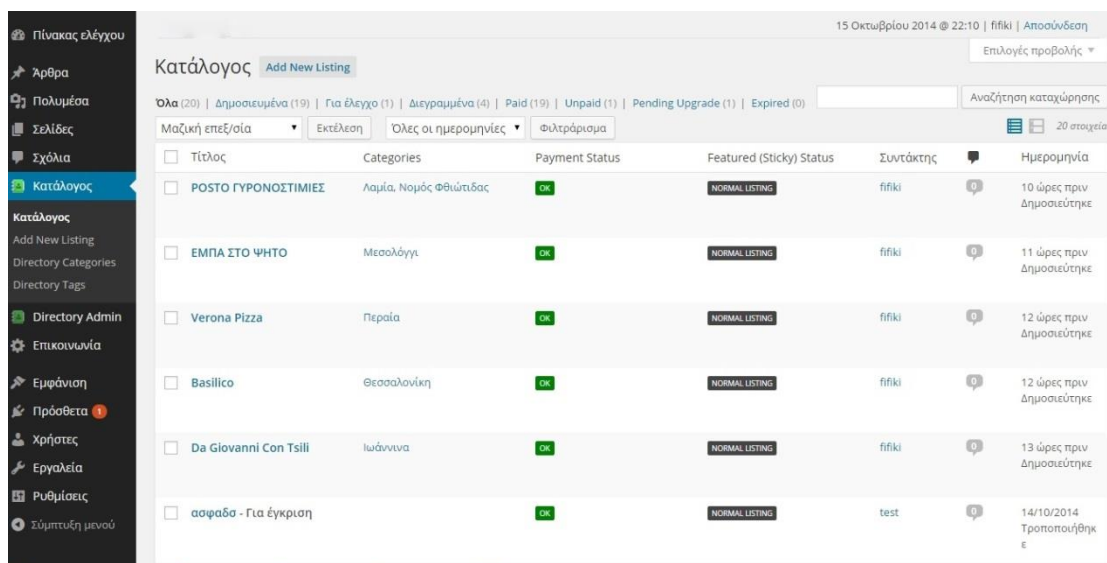 15 Οκτωβρίου 2014 @ 22:10 | fifiki | Αποσύνδεση
Επιλογές προβολής
Πίνακας ελέγχου
Άρθρα
Πολυμέσα
Σελίδες
Σχόλια
Κατάλογος
Κατάλογος
Add New Listing
Directory Categories
Directory Tags
Directory Admin
Επικοινωνία
Εμφάνιση
Πρόσθετα 1
Χρήστες
Εργαλεία
Ρυθμίσεις
Σύμπτυξη μενού
Κατάλογος Add New Listing
Όλα (20) | Δημοσιευμένα (19) | Για έλεγχο (1) | Διεγραμμένα (4) | Paid (19) | Unpaid (1) | Pending Upgrade (1) | Expired (0)
Αναζήτηση καταχώρησης
Μαζική επεξ/σία Εκτέλεση Όλες οι ημερομηνίες Φιλτράρισμα 20 στοιχεία
Τίτλος Categories Payment Status Featured (Sticky) Status Συντάκτης Ημερομηνία
POSTO ΓΥΡΟΝΟΣΤΙΜΙΕΣ Λαμία, Νομός Φθιώτιδας OK NORMAL LISTING fifiki 0 10 ώρες πριν
Δημοσιεύτηκε
ΕΜΠΑ ΣΤΟ ΨΗΤΟ Μεσολόγγι OK NORMAL LISTING fifiki 0 11 ώρες πριν
Δημοσιεύτηκε
Verona Pizza Περαία OK NORMAL LISTING fifiki 0 12 ώρες πριν
Δημοσιεύτηκε
Basilico Θεσσαλονίκη OK NORMAL LISTING fifiki 0 12 ώρες πριν
Δημοσιεύτηκε
Da Giovanni Con Tsili Ιωάννινα OK NORMAL LISTING fifiki 0 13 ώρες πριν
Δημοσιεύτηκε
ασφαδσ - Για έγκριση OK NORMAL LISTING test 0 14/10/2014
Τροποποιήθηκ
ε